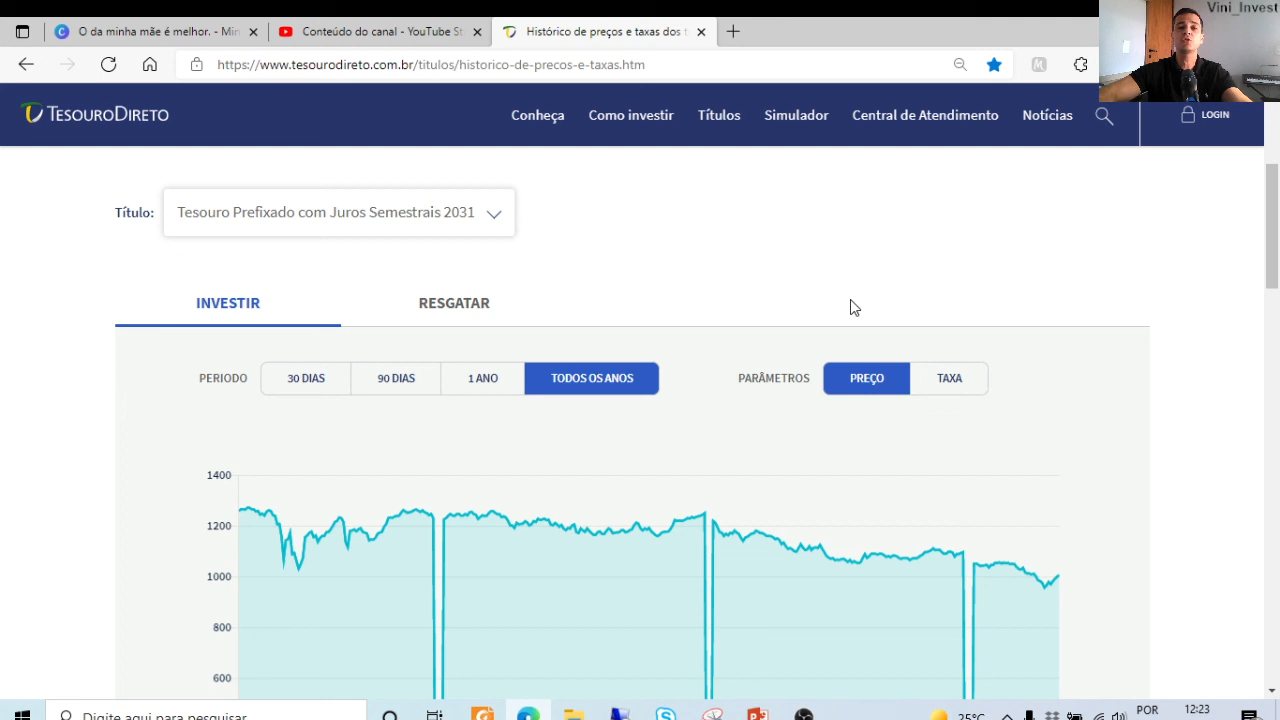 Vini_Invest
O da minha mãe é melhor. - Min
Conteúdo do canal - YouTube St
Histórico de preços e taxas dos t
https://www.tesourodireto.com.br/titulos/historico-de-precos-e-taxas.htm
TESOURODIRETO
Conheça
Como investir
Títulos
Simulador
Central de Atendimento
Notícias
LOGIN
Título:
Tesouro Prefixado com Juros Semestrais 2031
INVESTIR
RESGATAR
PERIODO
30 DIAS
90 DIAS
1 ANO
TODOS OS ANOS
PARÂMETROS
PREÇO
TAXA
1400
1200
1000
800
600
Digite aqui para pesquisar
25°C
POR
12:23